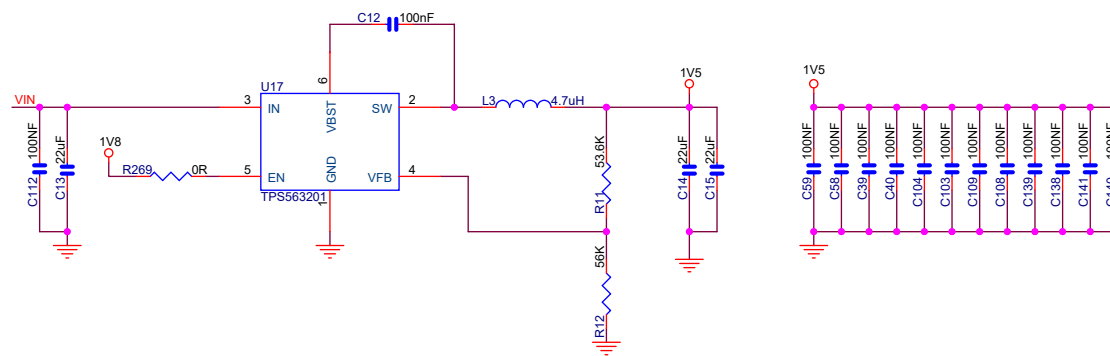 C12
100nF
U17
6
VIN
3
IN
VBST
SW
2
L3
4.7uH
1V5
1V5
1V8
R269
0R
5
EN
GND
VFB
4
TPS563201
1
C112
100NF
C13
22uF
R11
53.6K
C14
22uF
C15
22uF
R12
56K
C59
100NF
C58
100NF
C39
100NF
C40
100NF
C104
100NF
C103
100NF
C109
100NF
C108
100NF
C139
100NF
C138
100NF
C141
100NF
C140
100NF